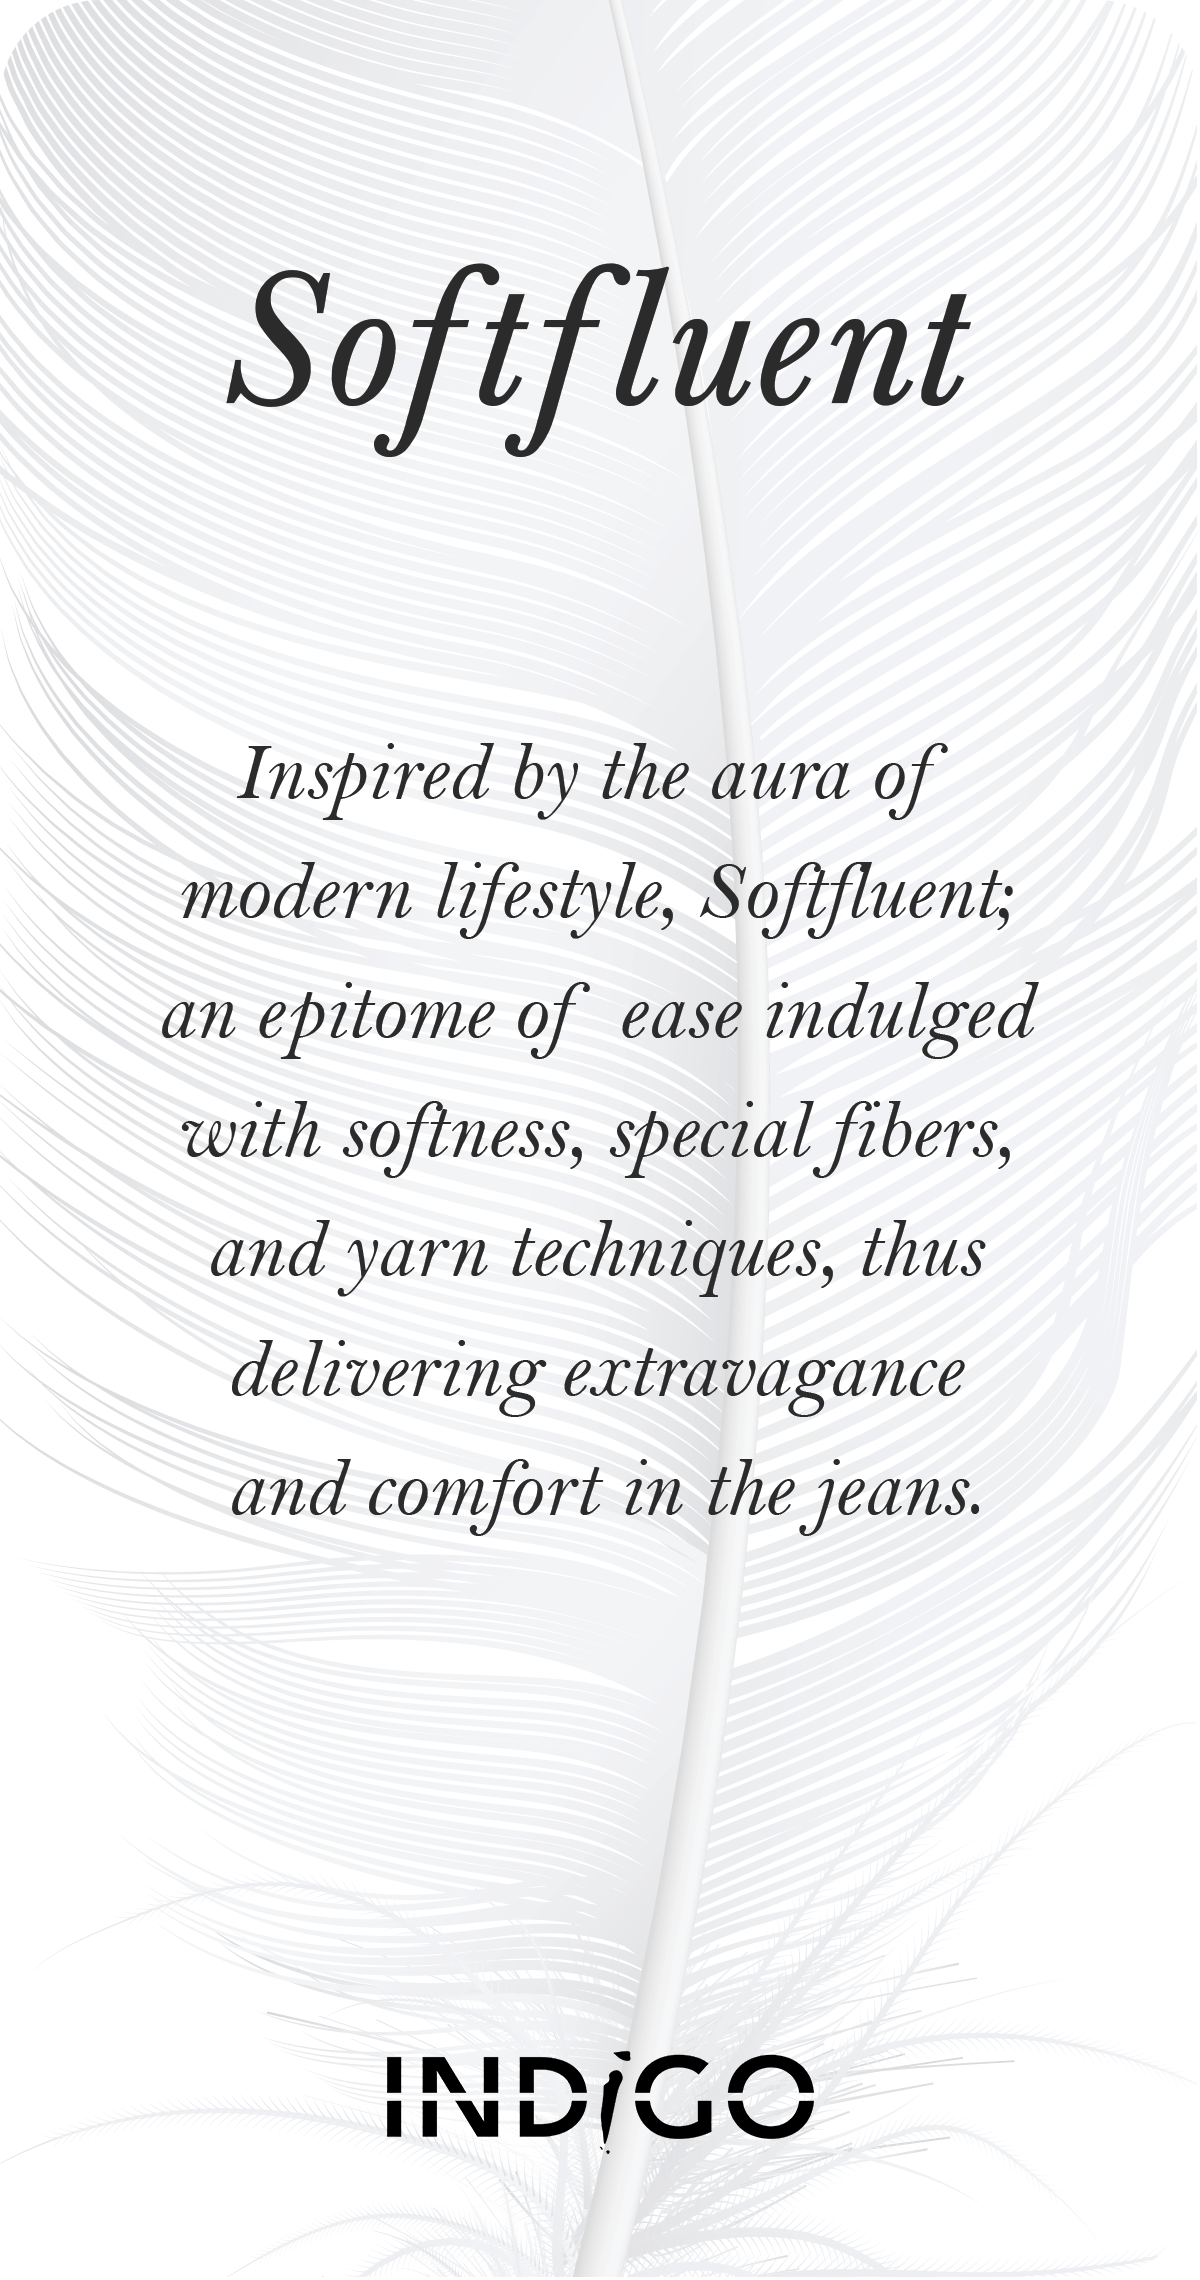 Softfluent
Inspired by the aura of
modern lifestyle, Softfluent;
an epitome of  ease indulged
with softness, special fibers,
and yarn techniques, thus
delivering extravagance
and comfort in the jeans.
INDiGO